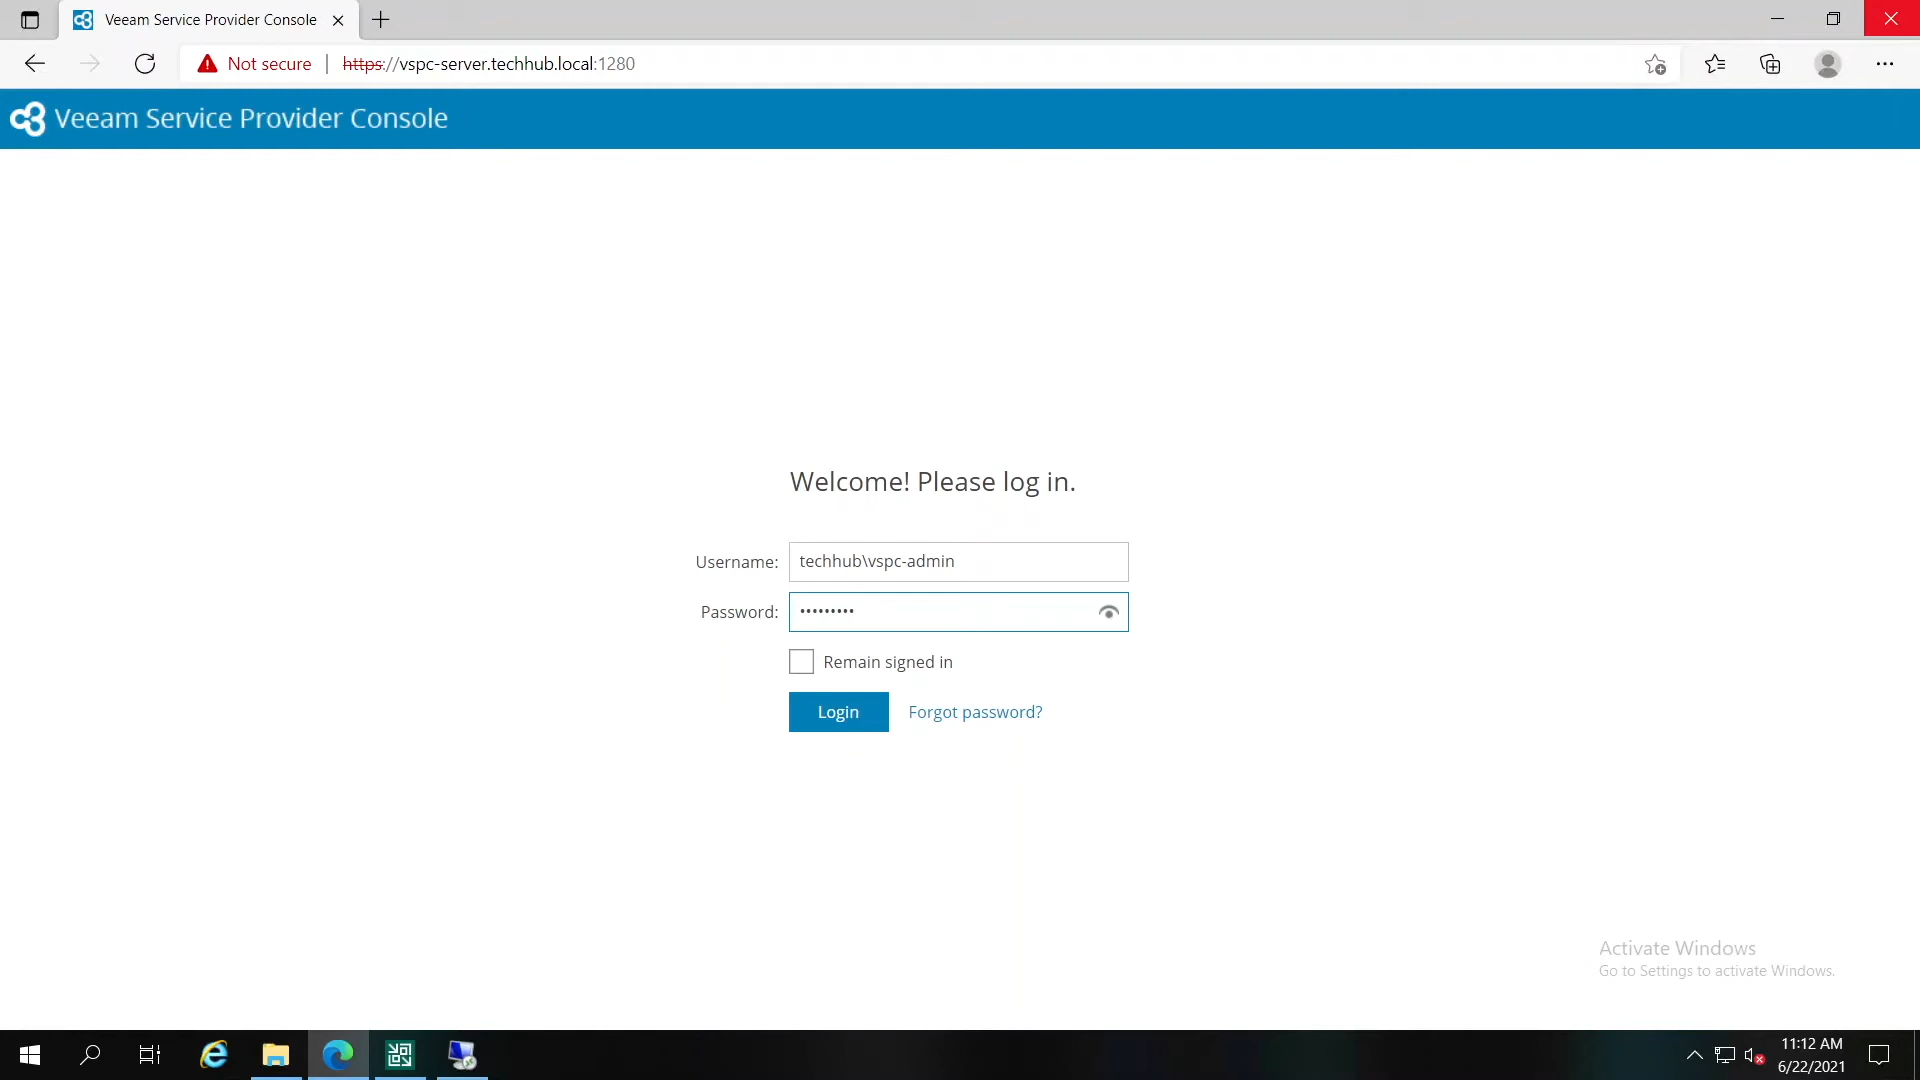 Veeam Service Provider Console
Not secure | https://vspc-server.techhub.local:1280
Veeam Service Provider Console
Welcome! Please log in.
Username: techhub\vspc-admin
Password: •••••••••
Remain signed in
Login Forgot password?
Activate Windows
Go to Settings to activate Windows.
11:12 AM
6/22/2021